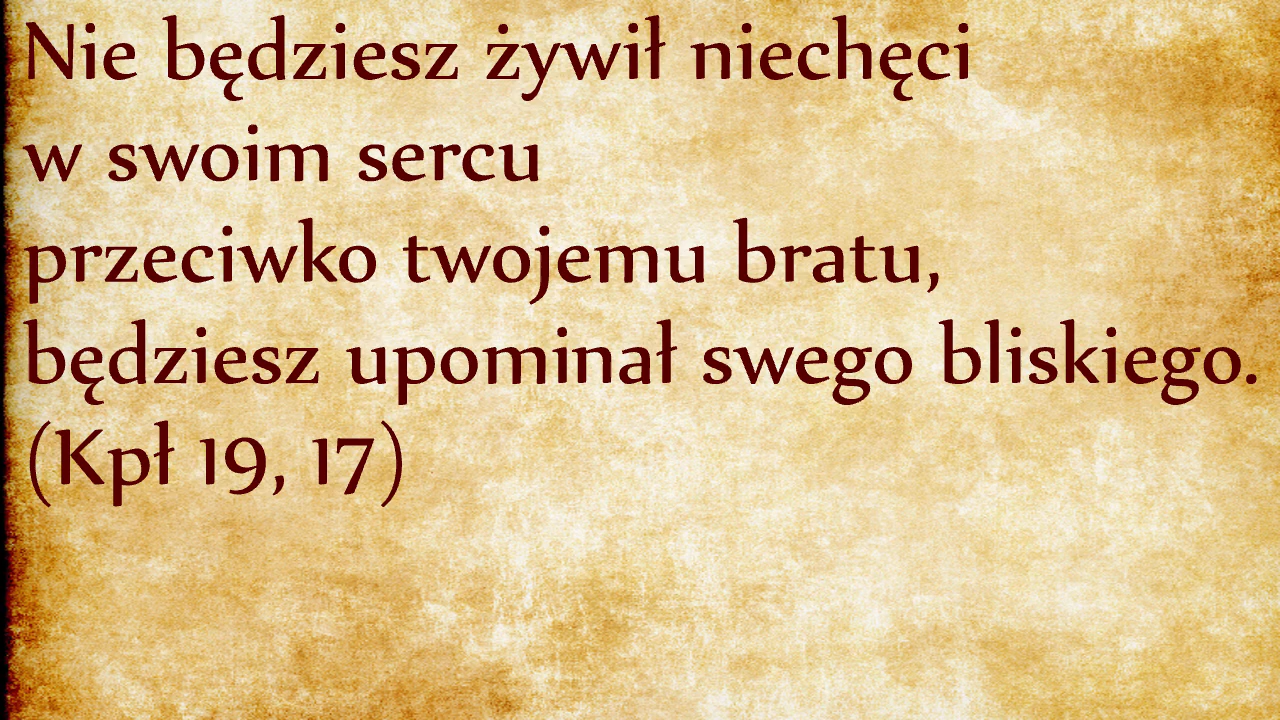 Nie będziesz żywił niechęci
w swoim sercu
przeciwko twojemu bratu,
będziesz upominał swego bliskiego.
(Kpł 19, 17)